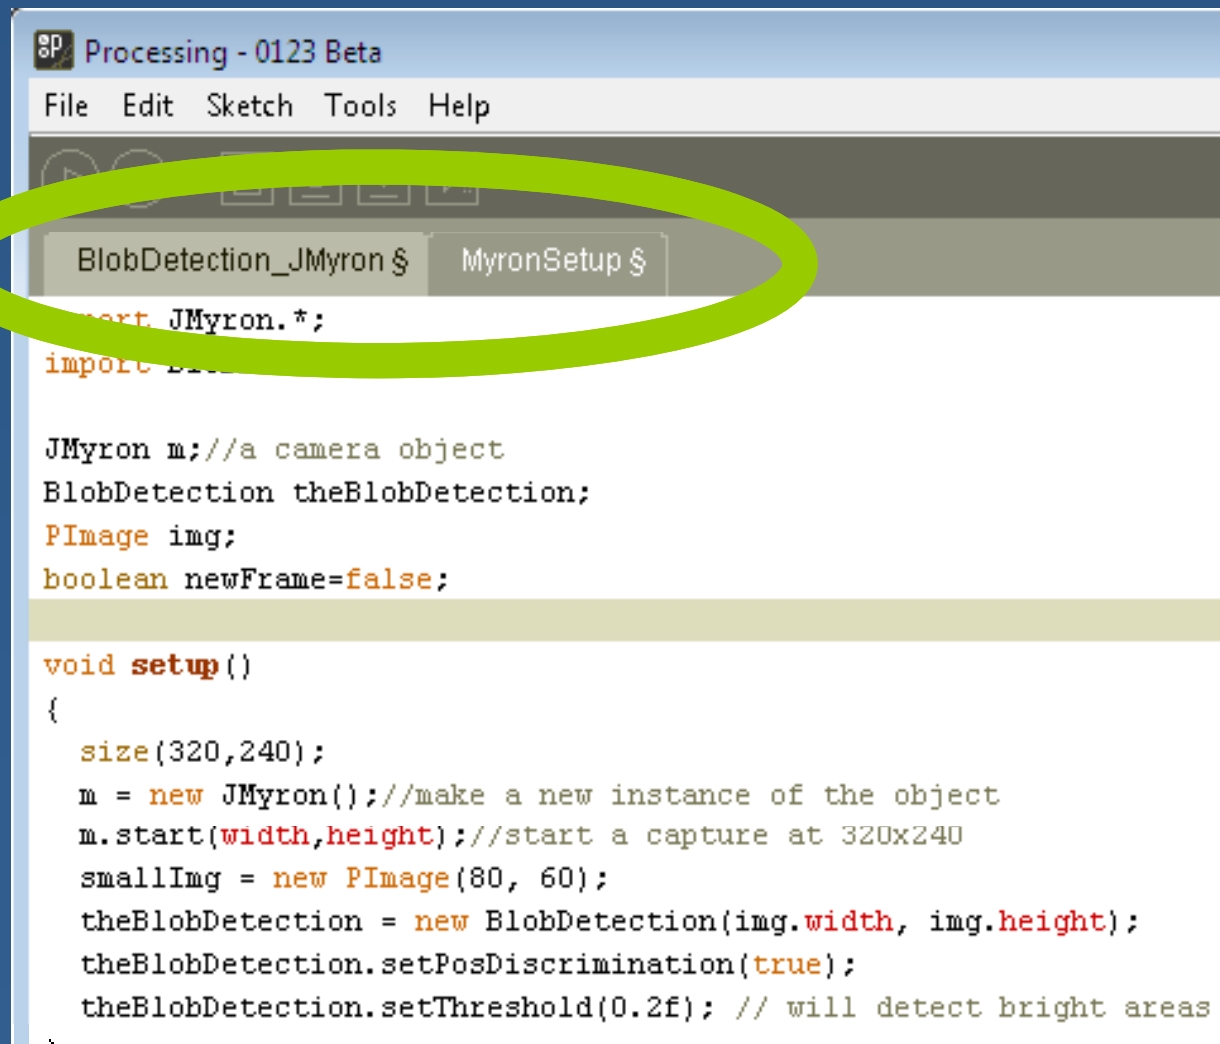 Processing - 0123 Beta
File Edit Sketch Tools Help
BlobDetection_JMyron § MyronSetup §
JMyron.*;
import
JMyron m;//a camera object
BlobDetection theBlobDetection;
PImage img;
boolean newFrame=false;
void setup()
{
size(320,240);
m = new JMyron();//make a new instance of the object
m.start(width,height);//start a capture at 320x240
smallImg = new PImage(80, 60);
theBlobDetection = new BlobDetection(img.width, img.height);
theBlobDetection.setPosDiscrimination(true);
theBlobDetection.setThreshold(0.2f); // will detect bright areas